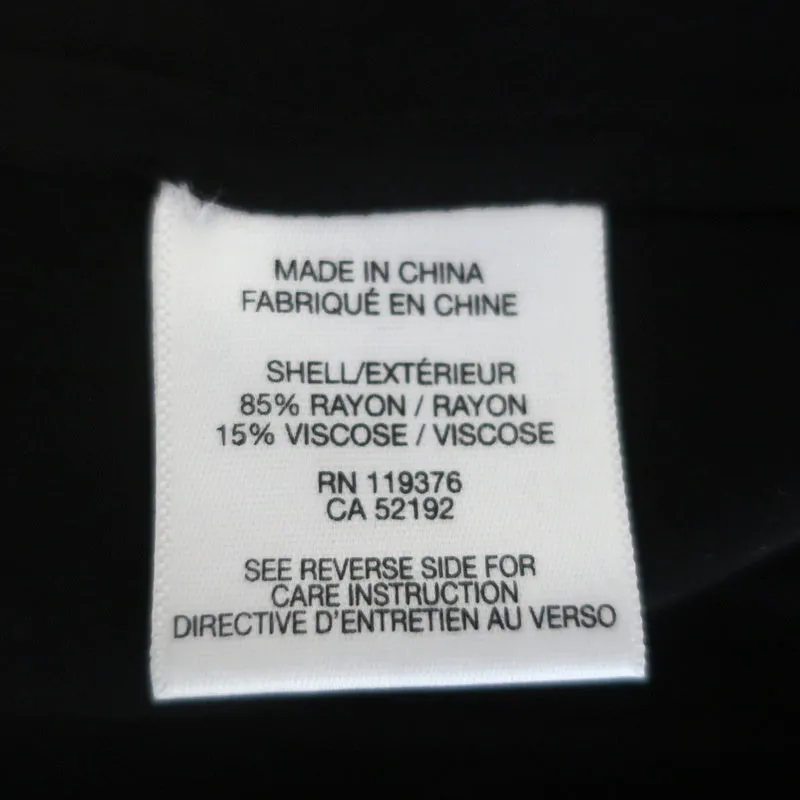 MADE IN CHINA
FABRIQUÉ EN CHINE
SHELL/EXTÉRIEUR
85% RAYON / RAYON
15% VISCOSE / VISCOSE
RN 119376
CA 52192
SEE REVERSE SIDE FOR
CARE INSTRUCTION
DIRECTIVE D'ENTRETIEN AU VERSO